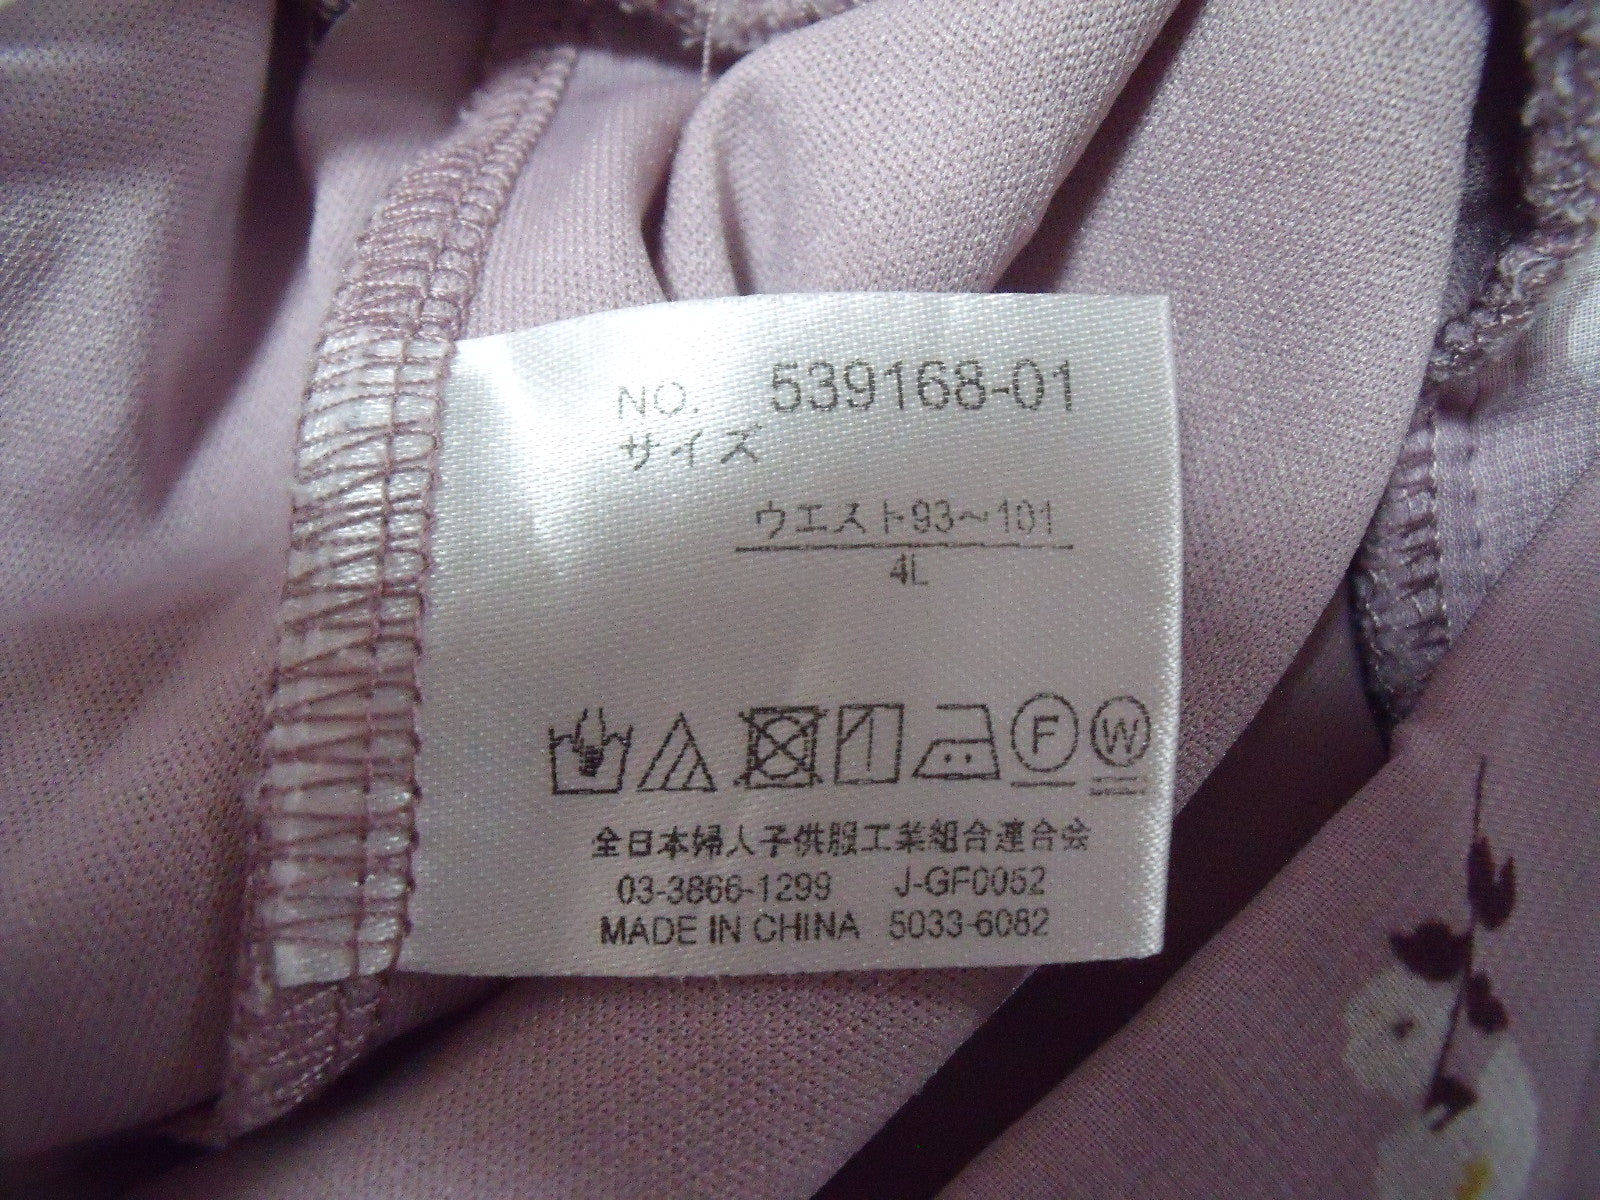 NO. 539168-01
サイズ
ウエスト93～101
4L
F W
全日本婦人子供服工業組合連合会
03-3866-1299 J-GF0052
MADE IN CHINA 5033-6082